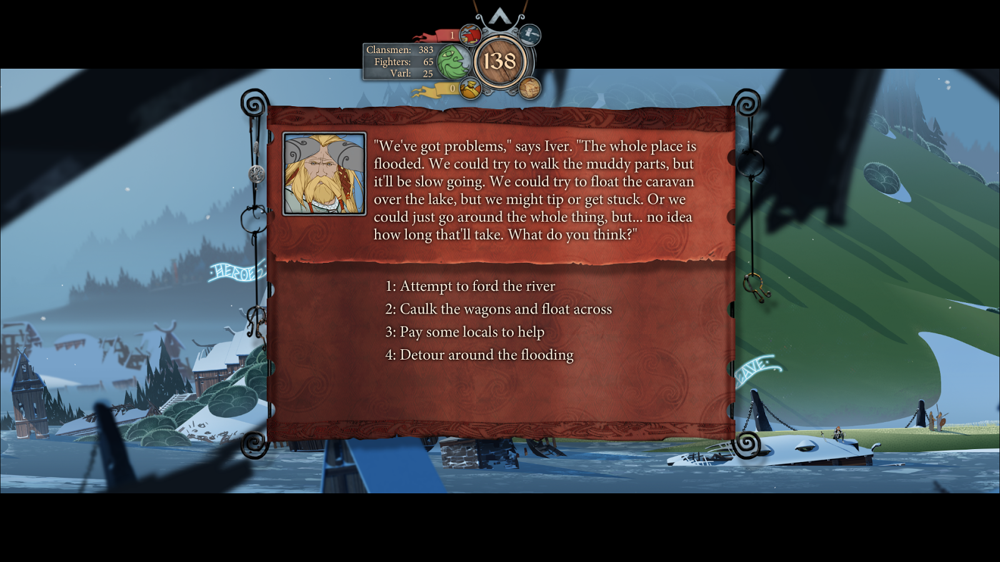 1
Clansmen: 383
Fighters: 65
Varl: 25
0
138
"We've got problems," says Iver. "The whole place is
flooded. We could try to walk the muddy parts, but
it'll be slow going. We could try to float the caravan
over the lake, but we might tip or get stuck. Or we
could just go around the whole thing, but... no idea
how long that'll take. What do you think?"
HEROES
1: Attempt to ford the river
2: Caulk the wagons and float across
3: Pay some locals to help
4: Detour around the flooding
EAVE